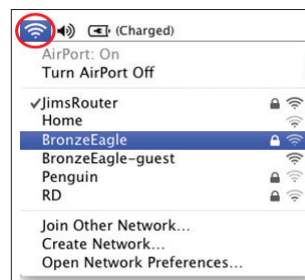 (Charged)
AirPort: On
Turn AirPort Off
✓JimsRouter
Home
BronzeEagle
BronzeEagle-guest
Penguin
RD
Join Other Network...
Create Network...
Open Network Preferences...